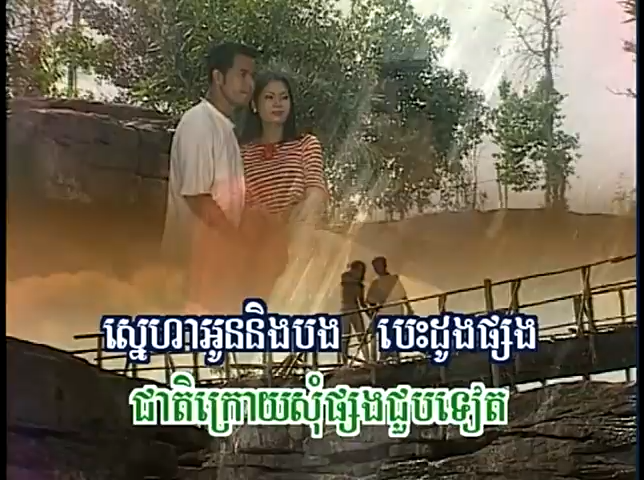 ស្នេហាអូននិងបង បេះដូងផ្សង
ជាតិក្រោយសុំផ្សងជួបទៀត